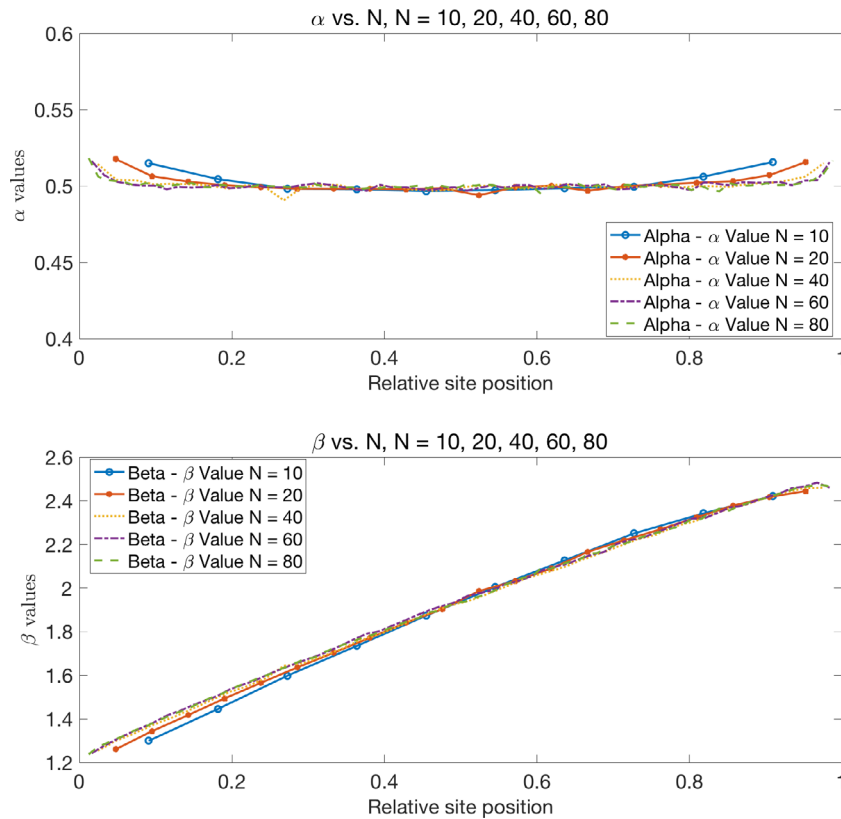 α vs. N, N = 10, 20, 40, 60, 80
0.6
0.55
0.5
0.45
0.4
α values
Alpha - α Value N = 10
Alpha - α Value N = 20
Alpha - α Value N = 40
Alpha - α Value N = 60
Alpha - α Value N = 80
0 0.2 0.4 0.6 0.8 1
Relative site position
β vs. N, N = 10, 20, 40, 60, 80
2.6
2.4
2.2
2
1.8
1.6
1.4
1.2
β values
Beta - β Value N = 10
Beta - β Value N = 20
Beta - β Value N = 40
Beta - β Value N = 60
Beta - β Value N = 80
0 0.2 0.4 0.6 0.8 1
Relative site position